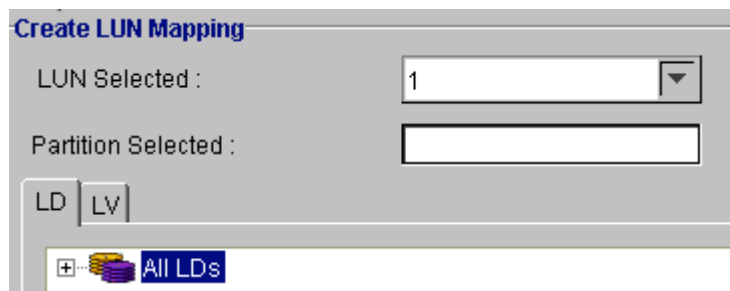 Create LUN Mapping
LUN Selected :
1
Partition Selected :
LD
LV
All LDs